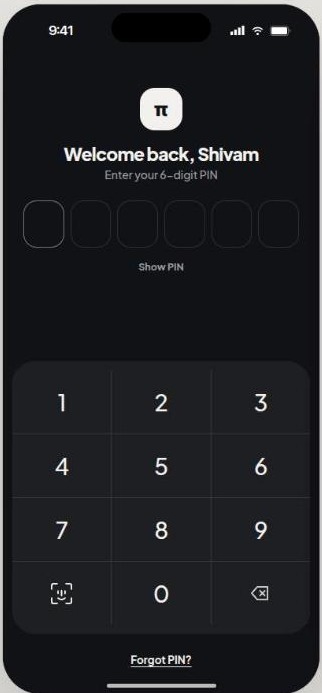 9:41
π
Welcome back, Shivam
Enter your 6-digit PIN
Show PIN
1 2 3
4 5 6
7 8 9
0
Forgot PIN?